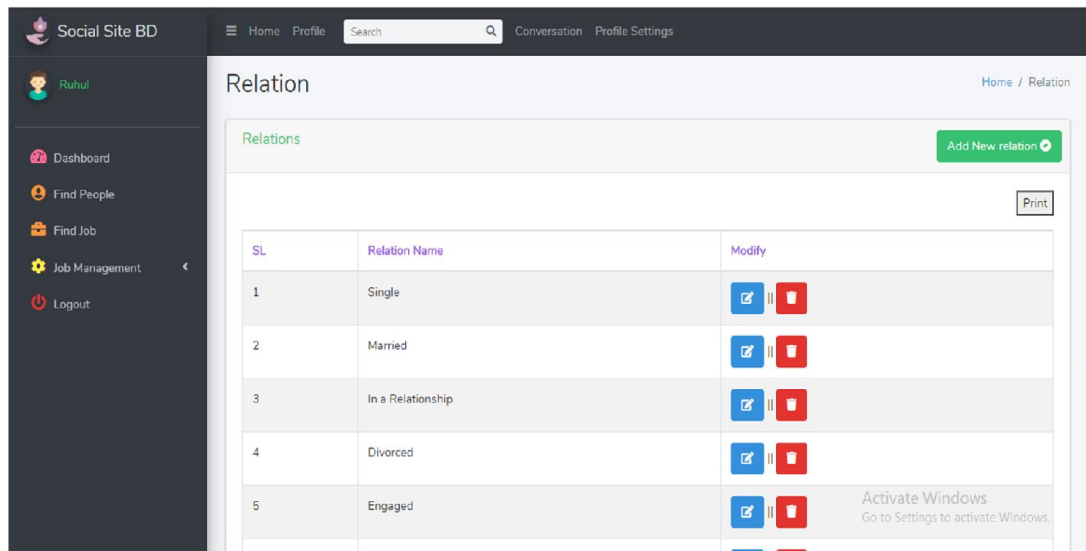 Social Site BD
Home Profile Search Conversation Profile Settings
Ruhul
Dashboard
Find People
Find Job
Job Management
Logout
Relation
Home / Relation
Relations
Add New relation
Print
SL Relation Name Modify
1 Single ||
2 Married ||
3 In a Relationship ||
4 Divorced ||
5 Engaged ||
Activate Windows
Go to Settings to activate Windows.